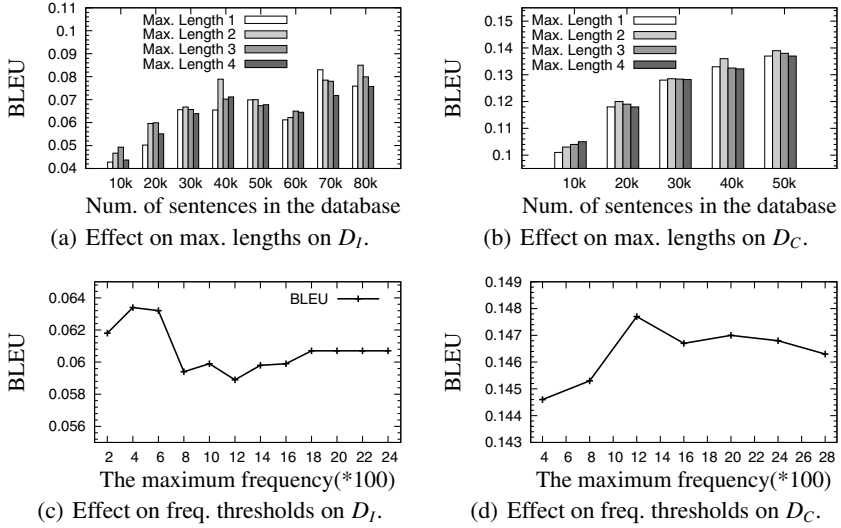 0.11
0.1
0.09
0.08
0.07
0.06
0.05
0.04
BLEU
Max. Length 1
Max. Length 2
Max. Length 3
Max. Length 4
10k 20k 30k 40k 50k 60k 70k 80k
Num. of sentences in the database
(a) Effect on max. lengths on D_I.
0.15
0.14
0.13
0.12
0.11
0.1
BLEU
Max. Length 1
Max. Length 2
Max. Length 3
Max. Length 4
10k 20k 30k 40k 50k
Num. of sentences in the database
(b) Effect on max. lengths on D_C.
0.064
0.062
0.06
0.058
0.056
BLEU
BLEU
2 4 6 8 10 12 14 16 18 20 22 24
The maximum frequency(*100)
(c) Effect on freq. thresholds on D_I.
0.149
0.148
0.147
0.146
0.145
0.144
0.143
BLEU
4 6 8 10 12 14 16 18 20 22 24 26 28
The maximum frequency(*100)
(d) Effect on freq. thresholds on D_C.